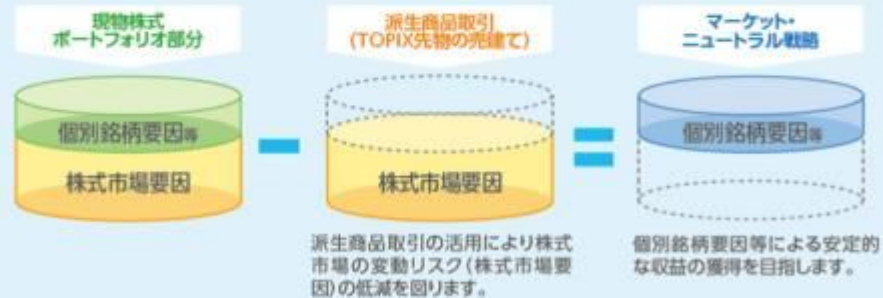 現物株式
ポートフォリオ部分
派生商品取引
(TOPIX先物の売建て)
マーケット・
ニュートラル戦略
個別銘柄要因等
株式市場要因
株式市場要因
個別銘柄要因等
派生商品取引の活用により株式
市場の変動リスク(株式市場要
因)の低減を図ります。
個別銘柄要因等による安定的
な収益の獲得を目指します。